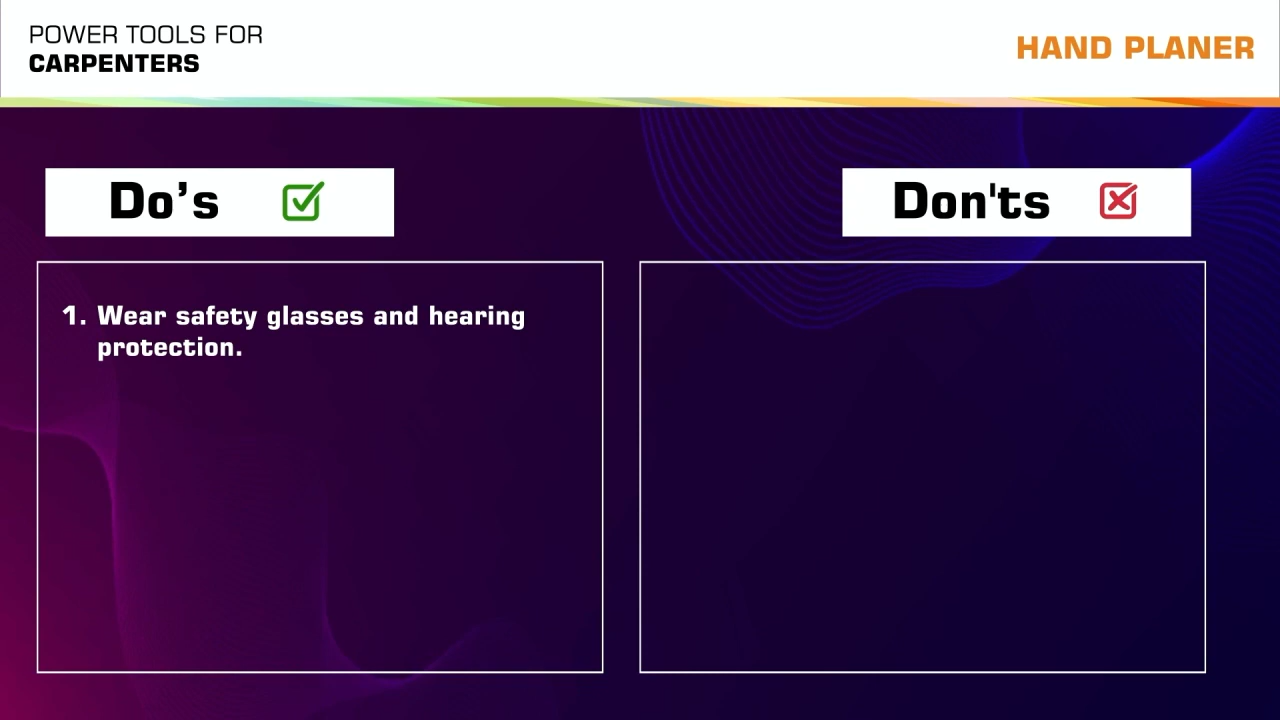 POWER TOOLS FOR
CARPENTERS
HAND PLANER
Do’s
Don'ts
1. Wear safety glasses and hearing
protection.